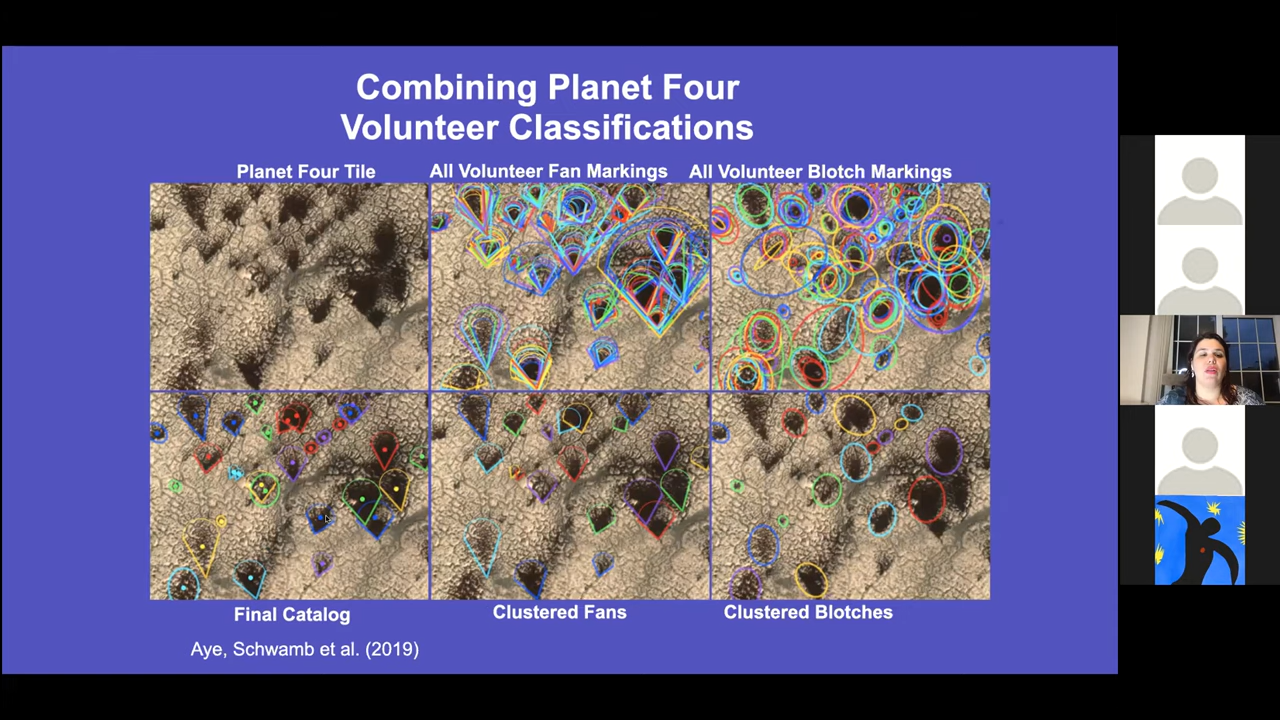 Combining Planet Four
Volunteer Classifications
Planet Four Tile
All Volunteer Fan Markings
All Volunteer Blotch Markings
Final Catalog
Clustered Fans
Clustered Blotches
Aye, Schwamb et al. (2019)